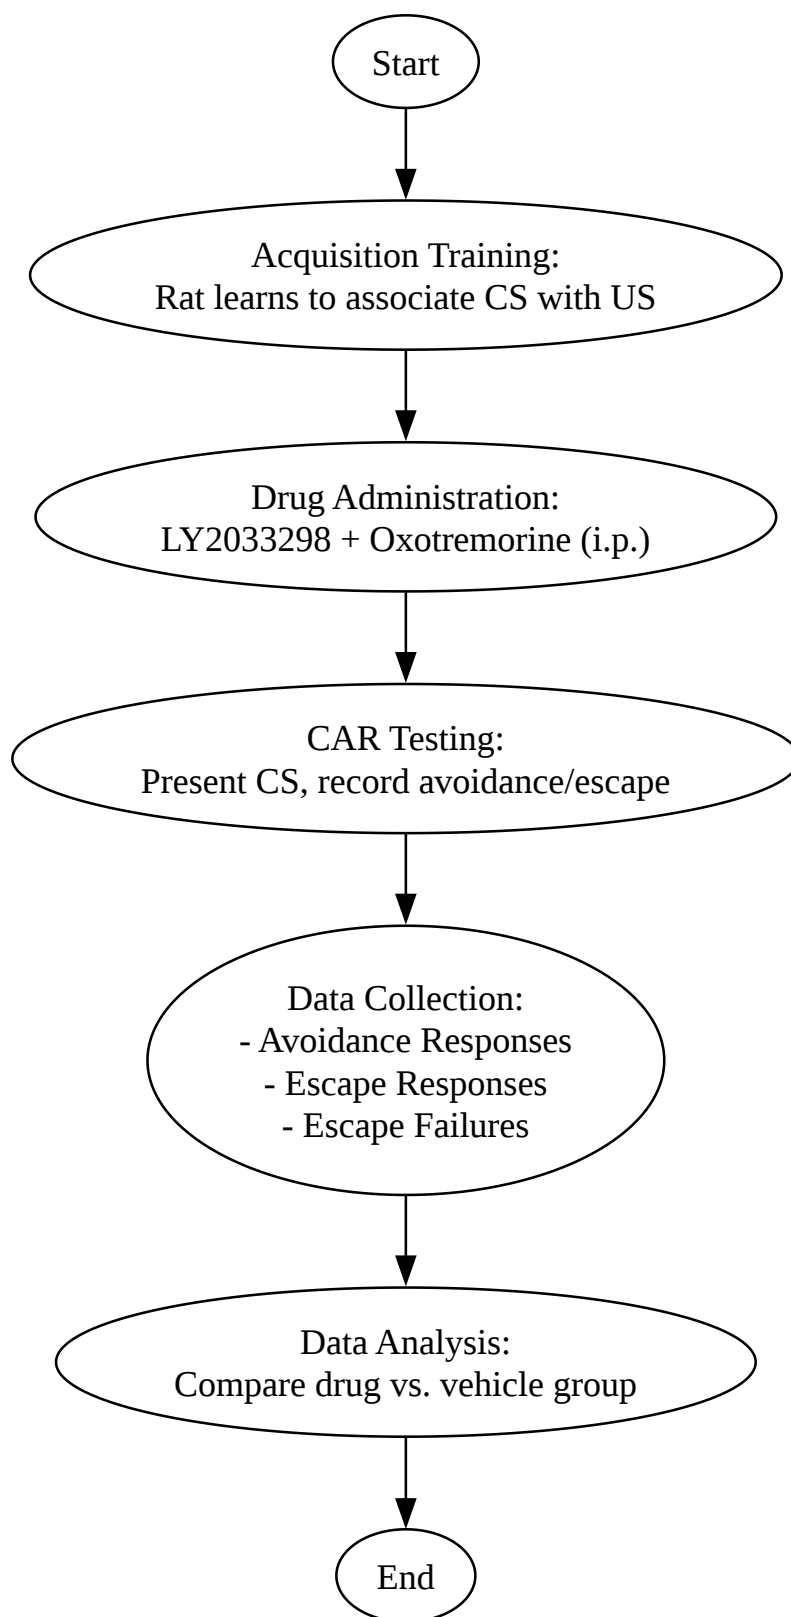 Start
Acquisition Training:
Rat learns to associate CS with US
Drug Administration:
LY2033298 + Oxotremorine (i.p.)
CAR Testing:
Present CS, record avoidance/escape
Data Collection:
- Avoidance Responses
- Escape Responses
- Escape Failures
Data Analysis:
Compare drug vs. vehicle group
End